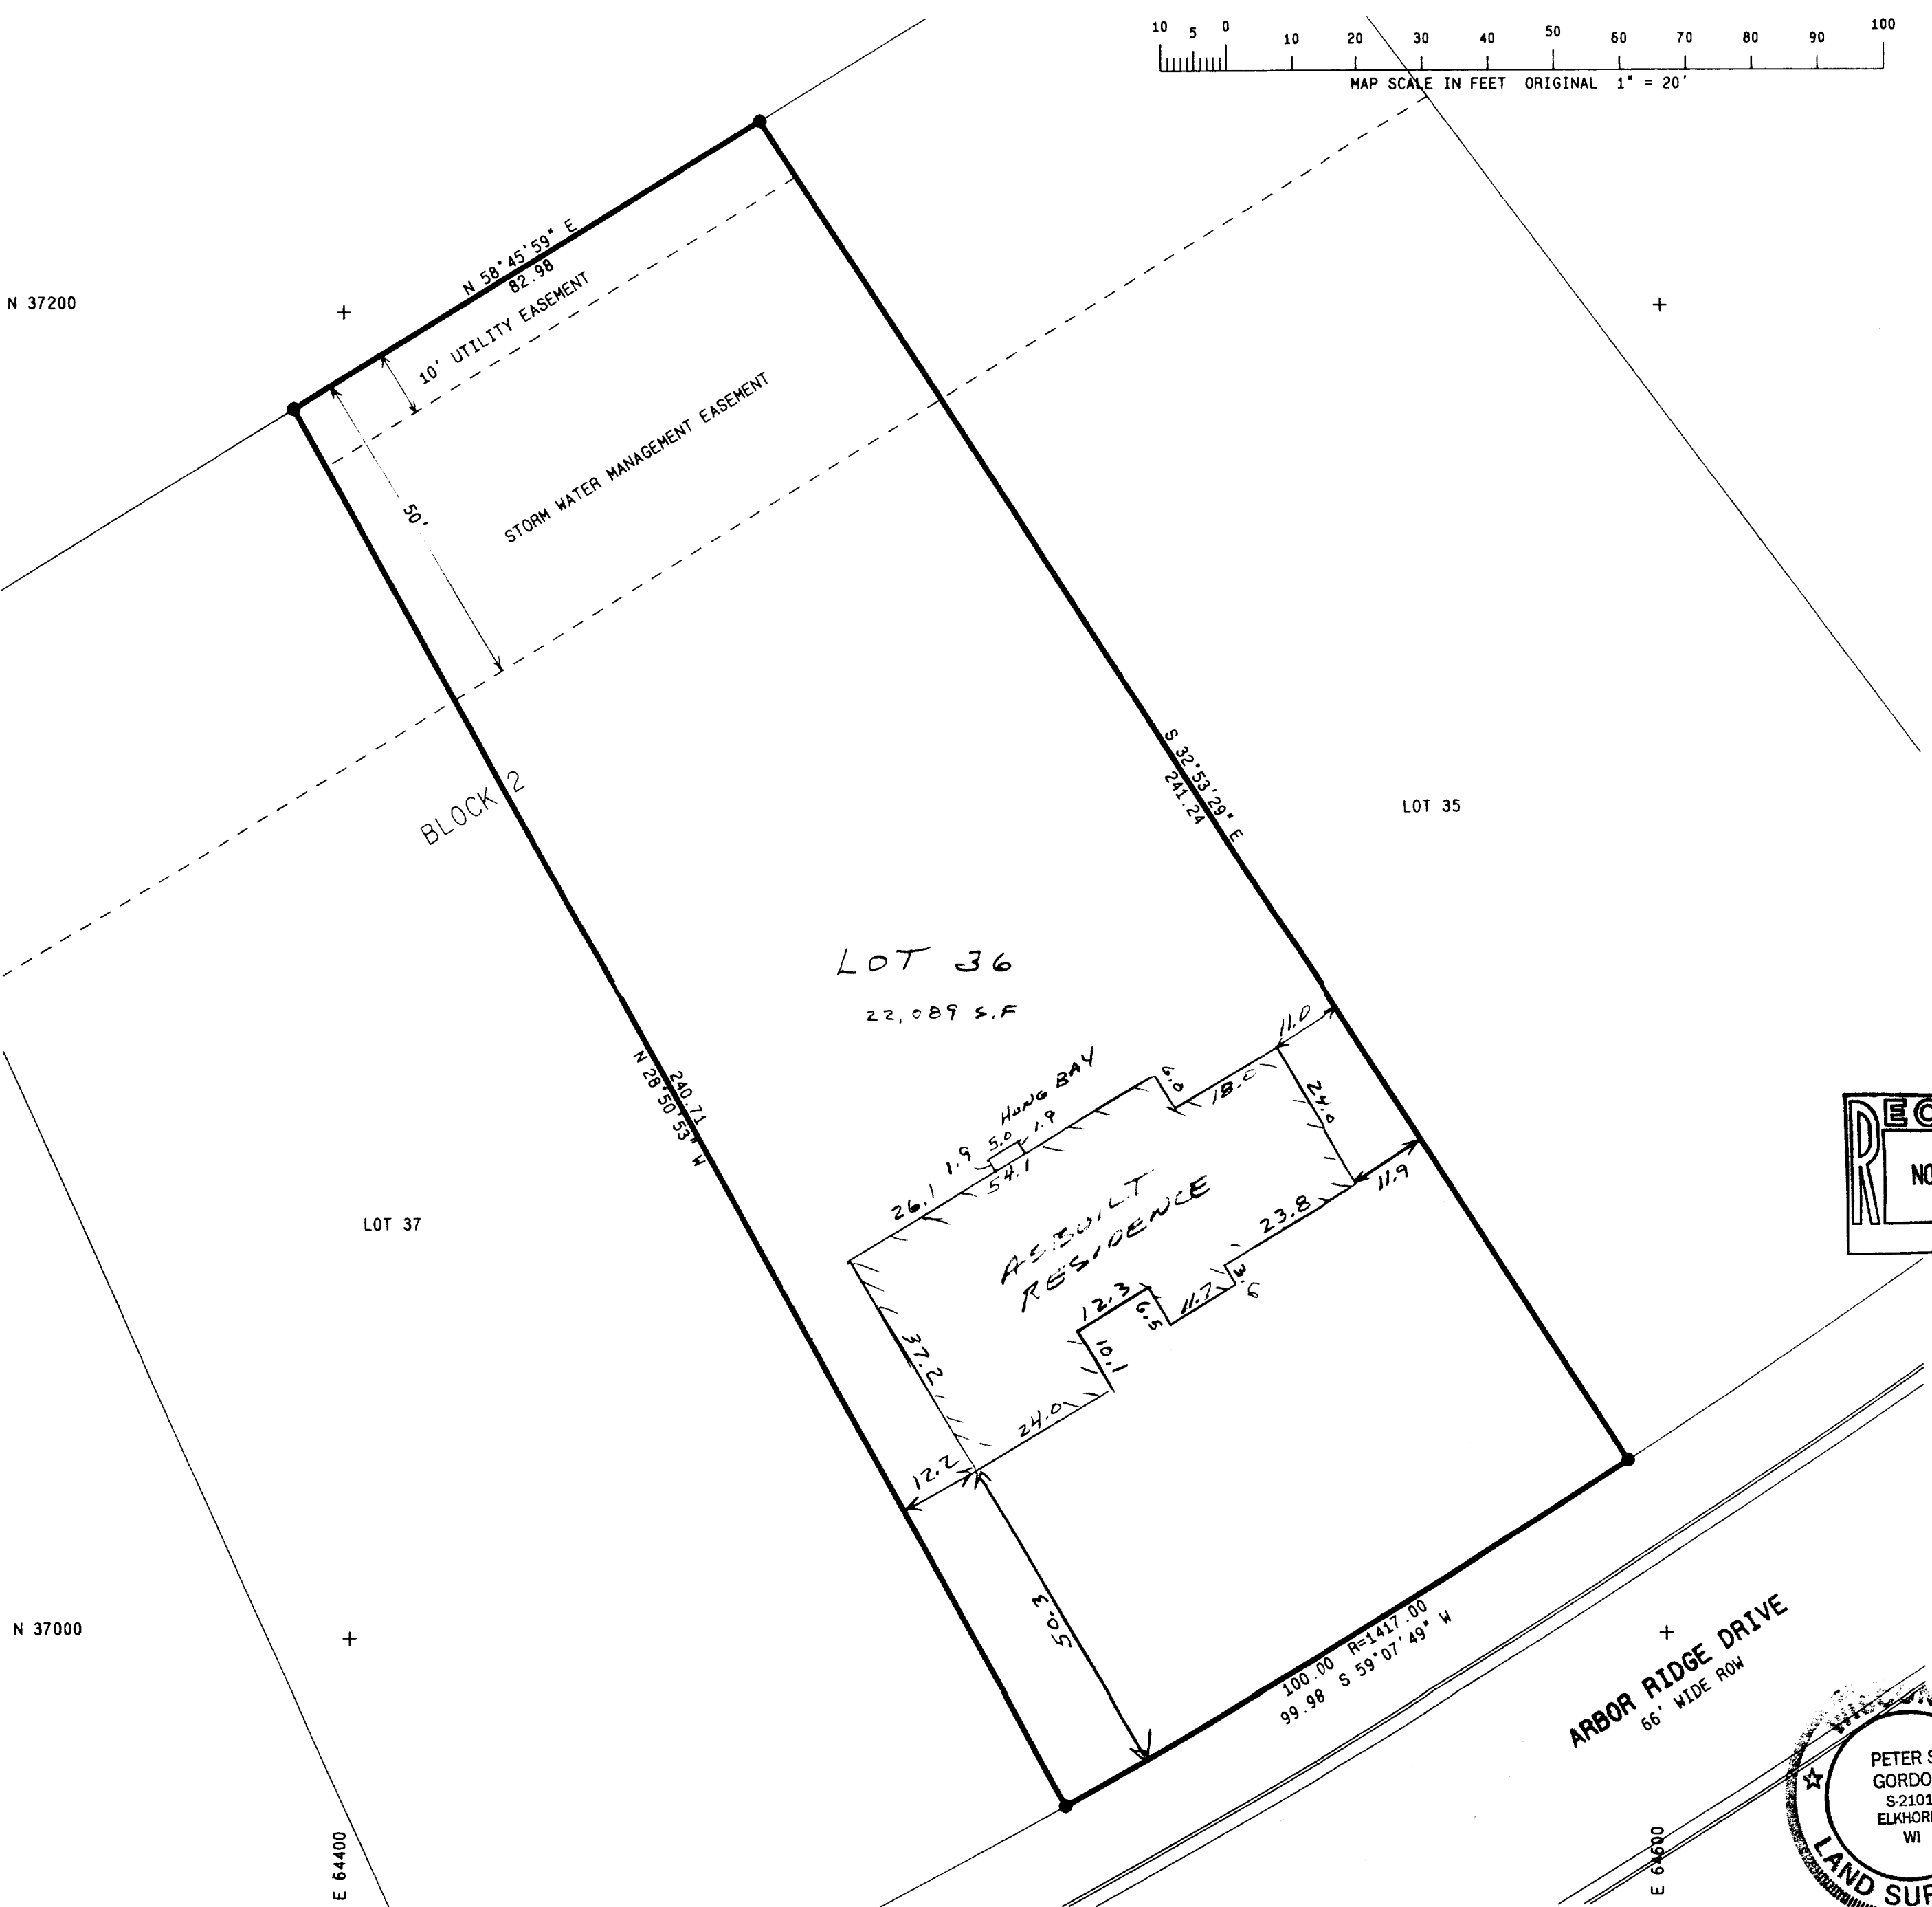 10 5 0 10 20 30 40 50 60 70 80 90 100
MAP SCALE IN FEET ORIGINAL 1" = 20'
N 58°45'59" E
82.98
10' UTILITY EASEMENT
N 37200
STORM WATER MANAGEMENT EASEMENT
50'
BLOCK 2
S 32°53'29" E
241.24
LOT 35
LOT 36
22,089 S.F
240.71
N 28°50'53" W
LOT 37
11.0
18.0
6.0
24.0
HUNG BAY
5.0
1.9
1.9
54.1
26.1
ASBUILT
RESIDENCE
11.9
23.8
3.6
11.7
6.5
12.3
10.1
37.2
24.0
12.2
50.3
N 37000
100.00 R=1417.00
99.98 S 59°07'49" W
ARBOR RIDGE DRIVE
66' WIDE ROW
E 64400
E 64600
PETER S
GORDO
S-2101
ELKHOR
WI
LAND SUR
REC
NO